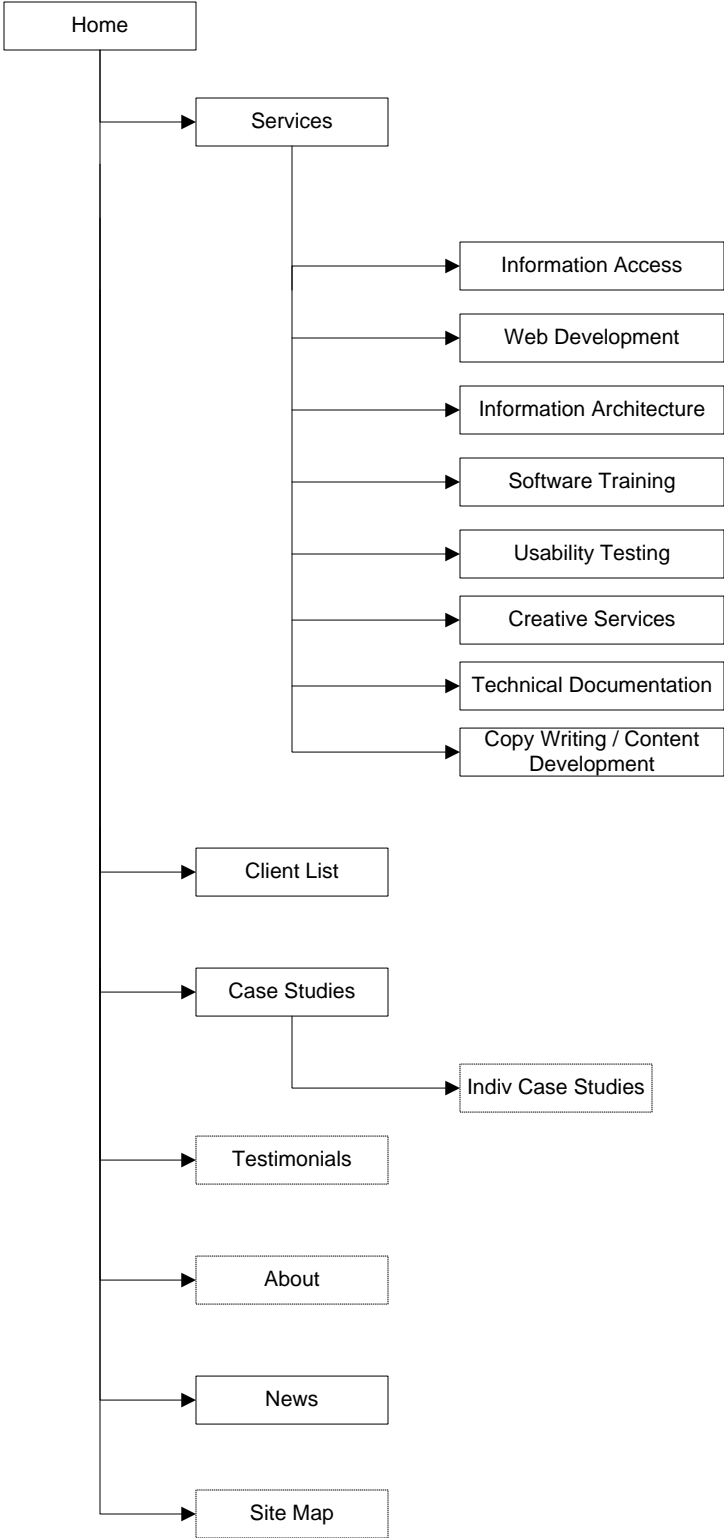 Home
Services
Information Access
Web Development
Information Architecture
Software Training
Usability Testing
Creative Services
Technical Documentation
Copy Writing / Content
Development
Client List
Case Studies
Indiv Case Studies
Testimonials
About
News
Site Map